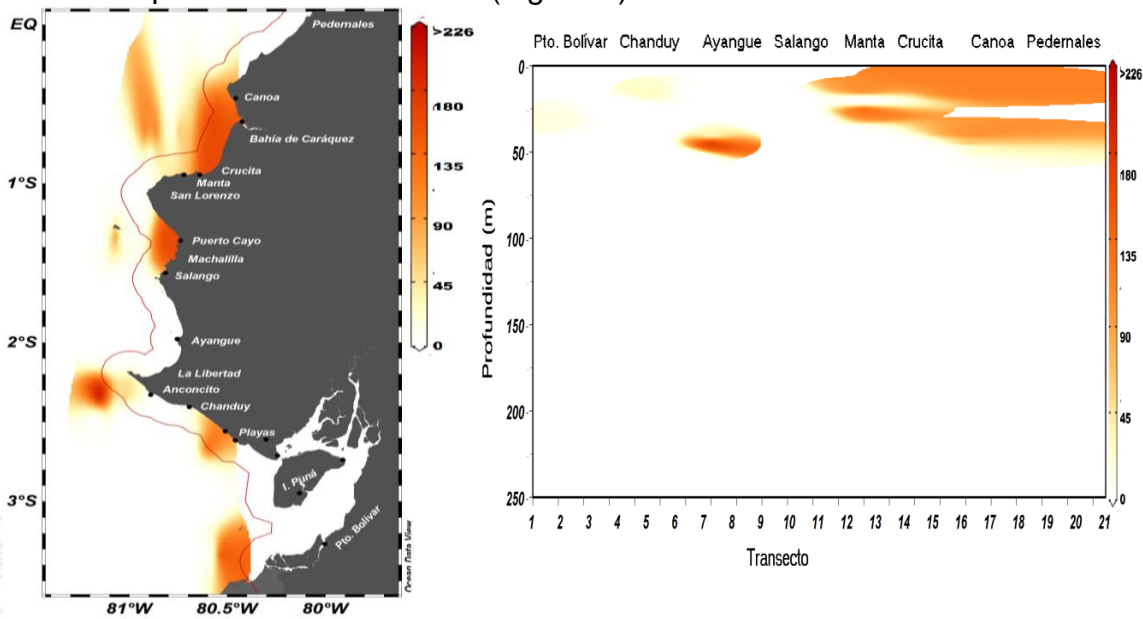 EQ
1°S
2°S
3°S
81°W
80.5°W
80°W
Pedernales
Canoa
Bahía de Caráquez
Crucita
Manta
San Lorenzo
Puerto Cayo
Machalilla
Salango
Ayangue
La Libertad
Anconcito
Chanduy
Playas
I. Puná
Pto. Bolívar
Ocean Data View
>226
180
135
90
45
0
Pto. Bolívar Chanduy Ayangue Salango Manta Crucita Canoa Pedernales
Profundidad (m)
0
50
100
150
200
250
1 2 3 4 5 6 7 8 9 10 11 12 13 14 15 16 17 18 19 20 21
Transecto
>226
180
135
90
45
0